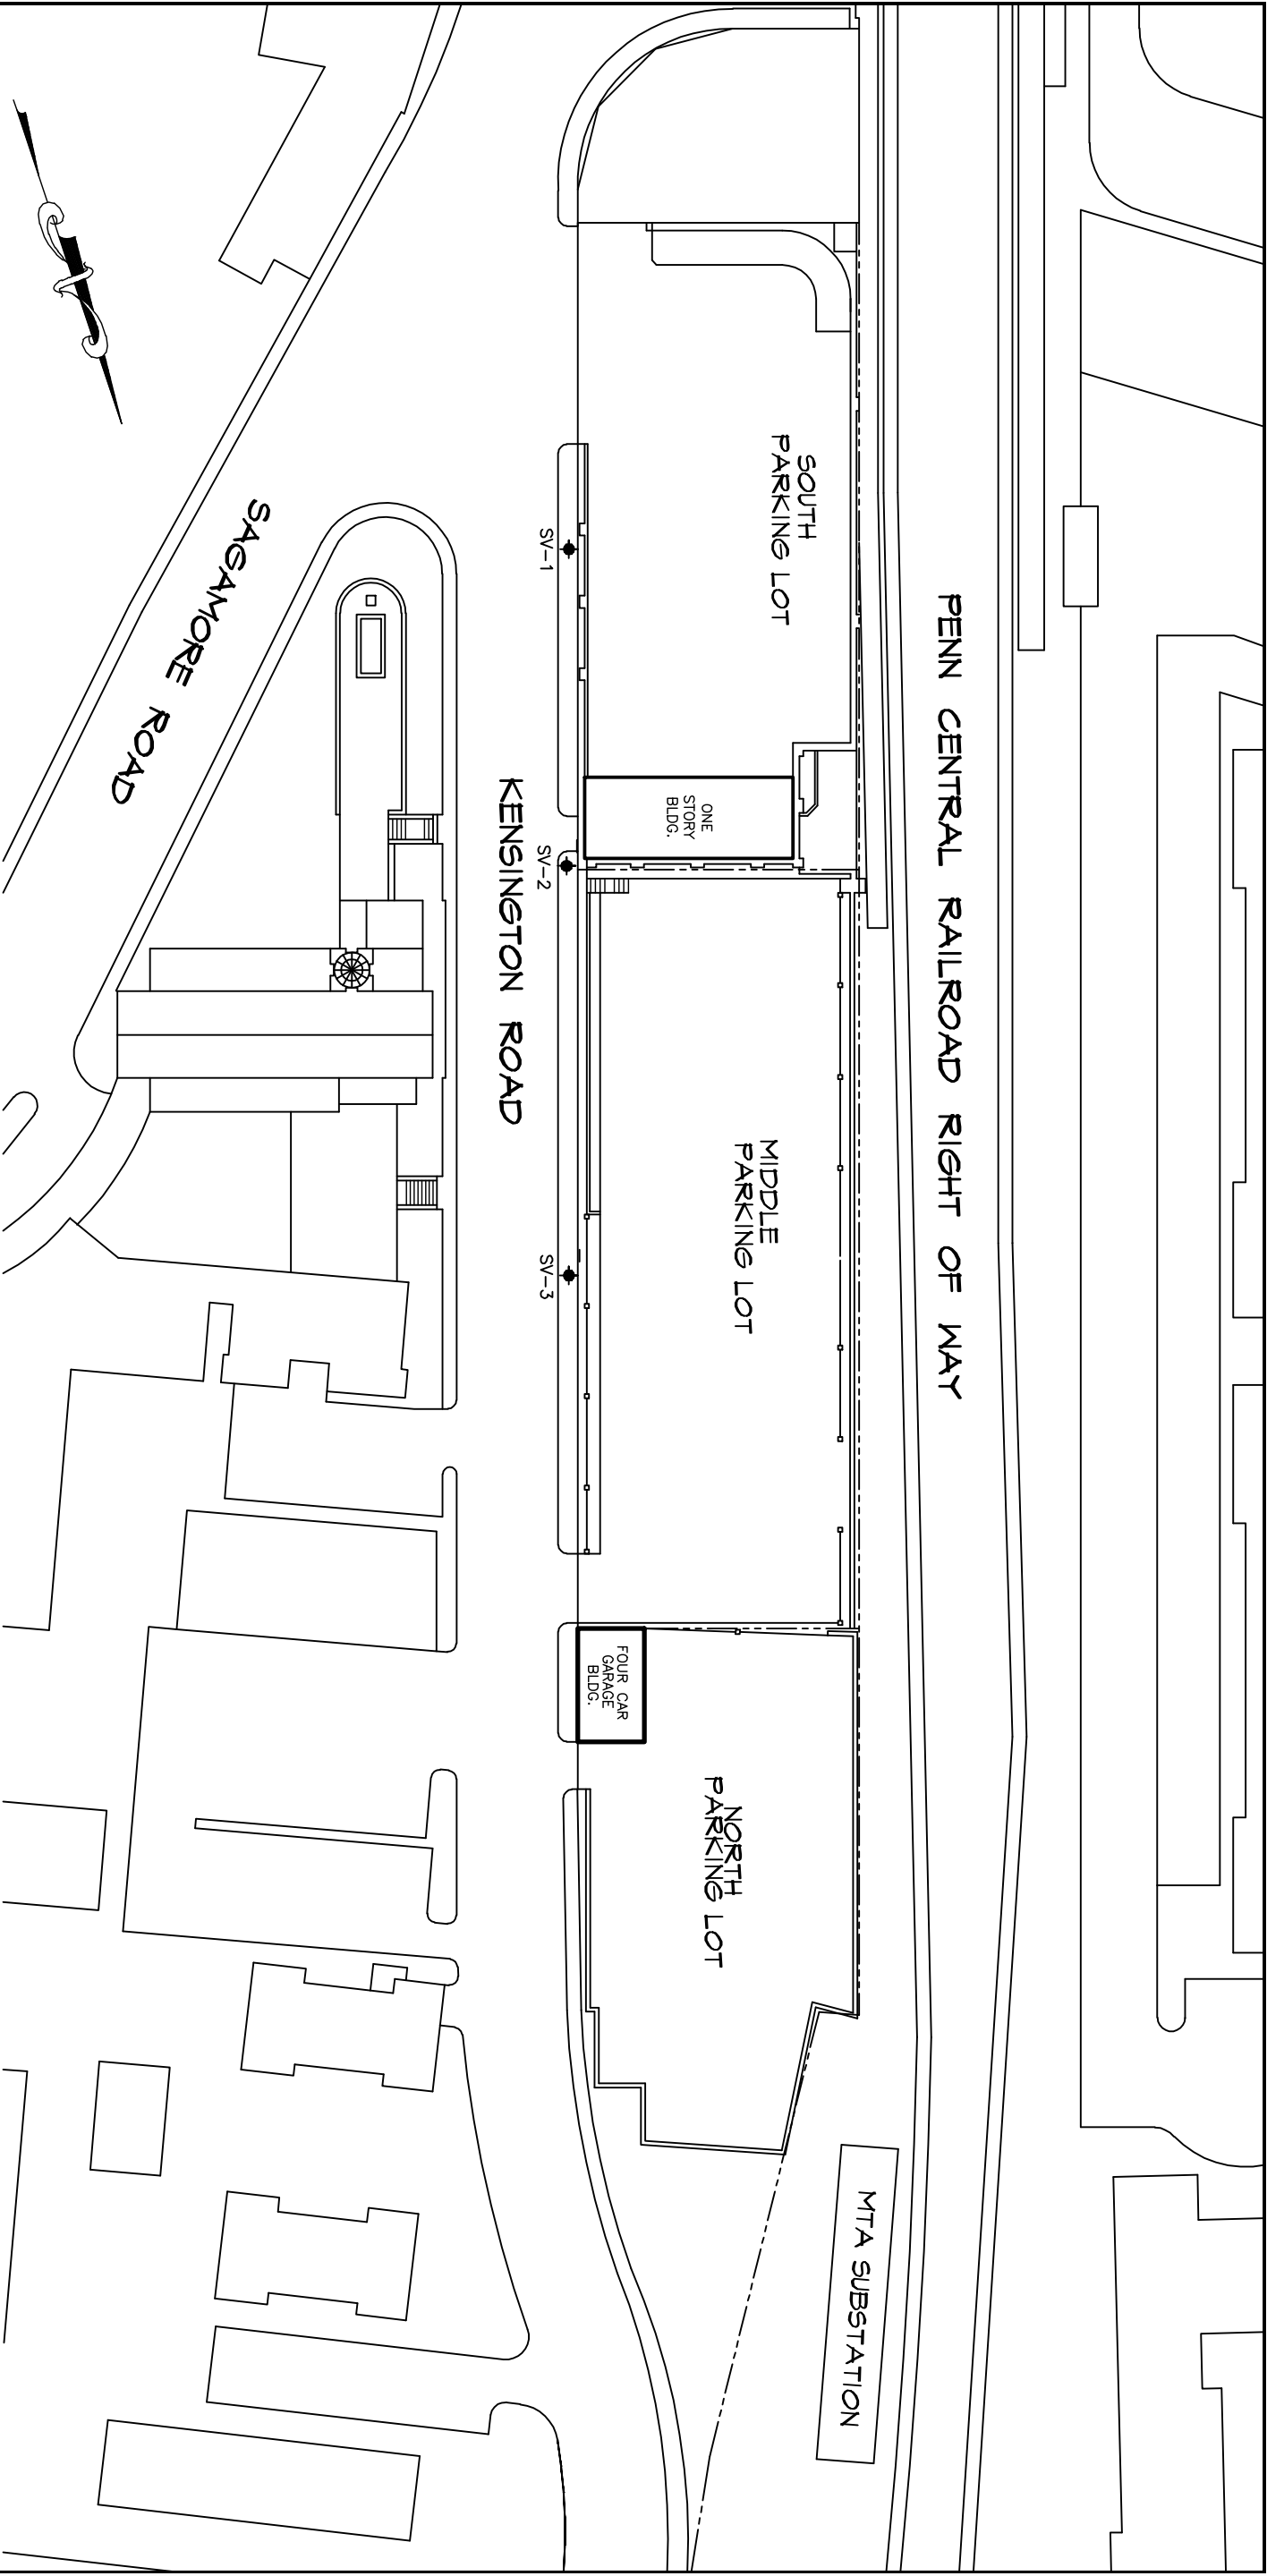 PENN CENTRAL RAILROAD RIGHT OF WAY
SOUTH
PARKING LOT
MIDDLE
PARKING LOT
NORTH
PARKING LOT
MTA SUBSTATION
ONE
STORY
BLDG.
FOUR CAR
GARAGE
BLDG.
SV-1
SV-2
SV-3
KENSINGTON ROAD
SAGAMORE ROAD